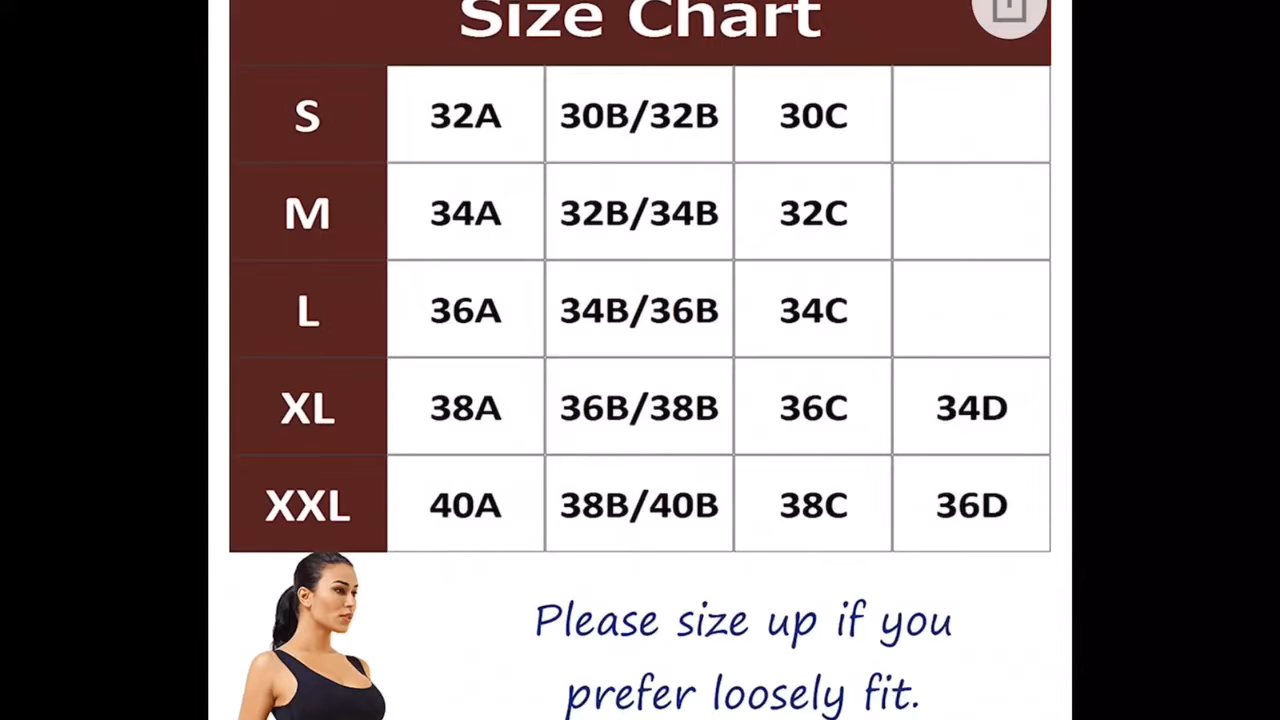 Size Chart
S 32A 30B/32B 30C
M 34A 32B/34B 32C
L 36A 34B/36B 34C
XL 38A 36B/38B 36C 34D
XXL 40A 38B/40B 38C 36D
Please size up if you
prefer loosely fit.